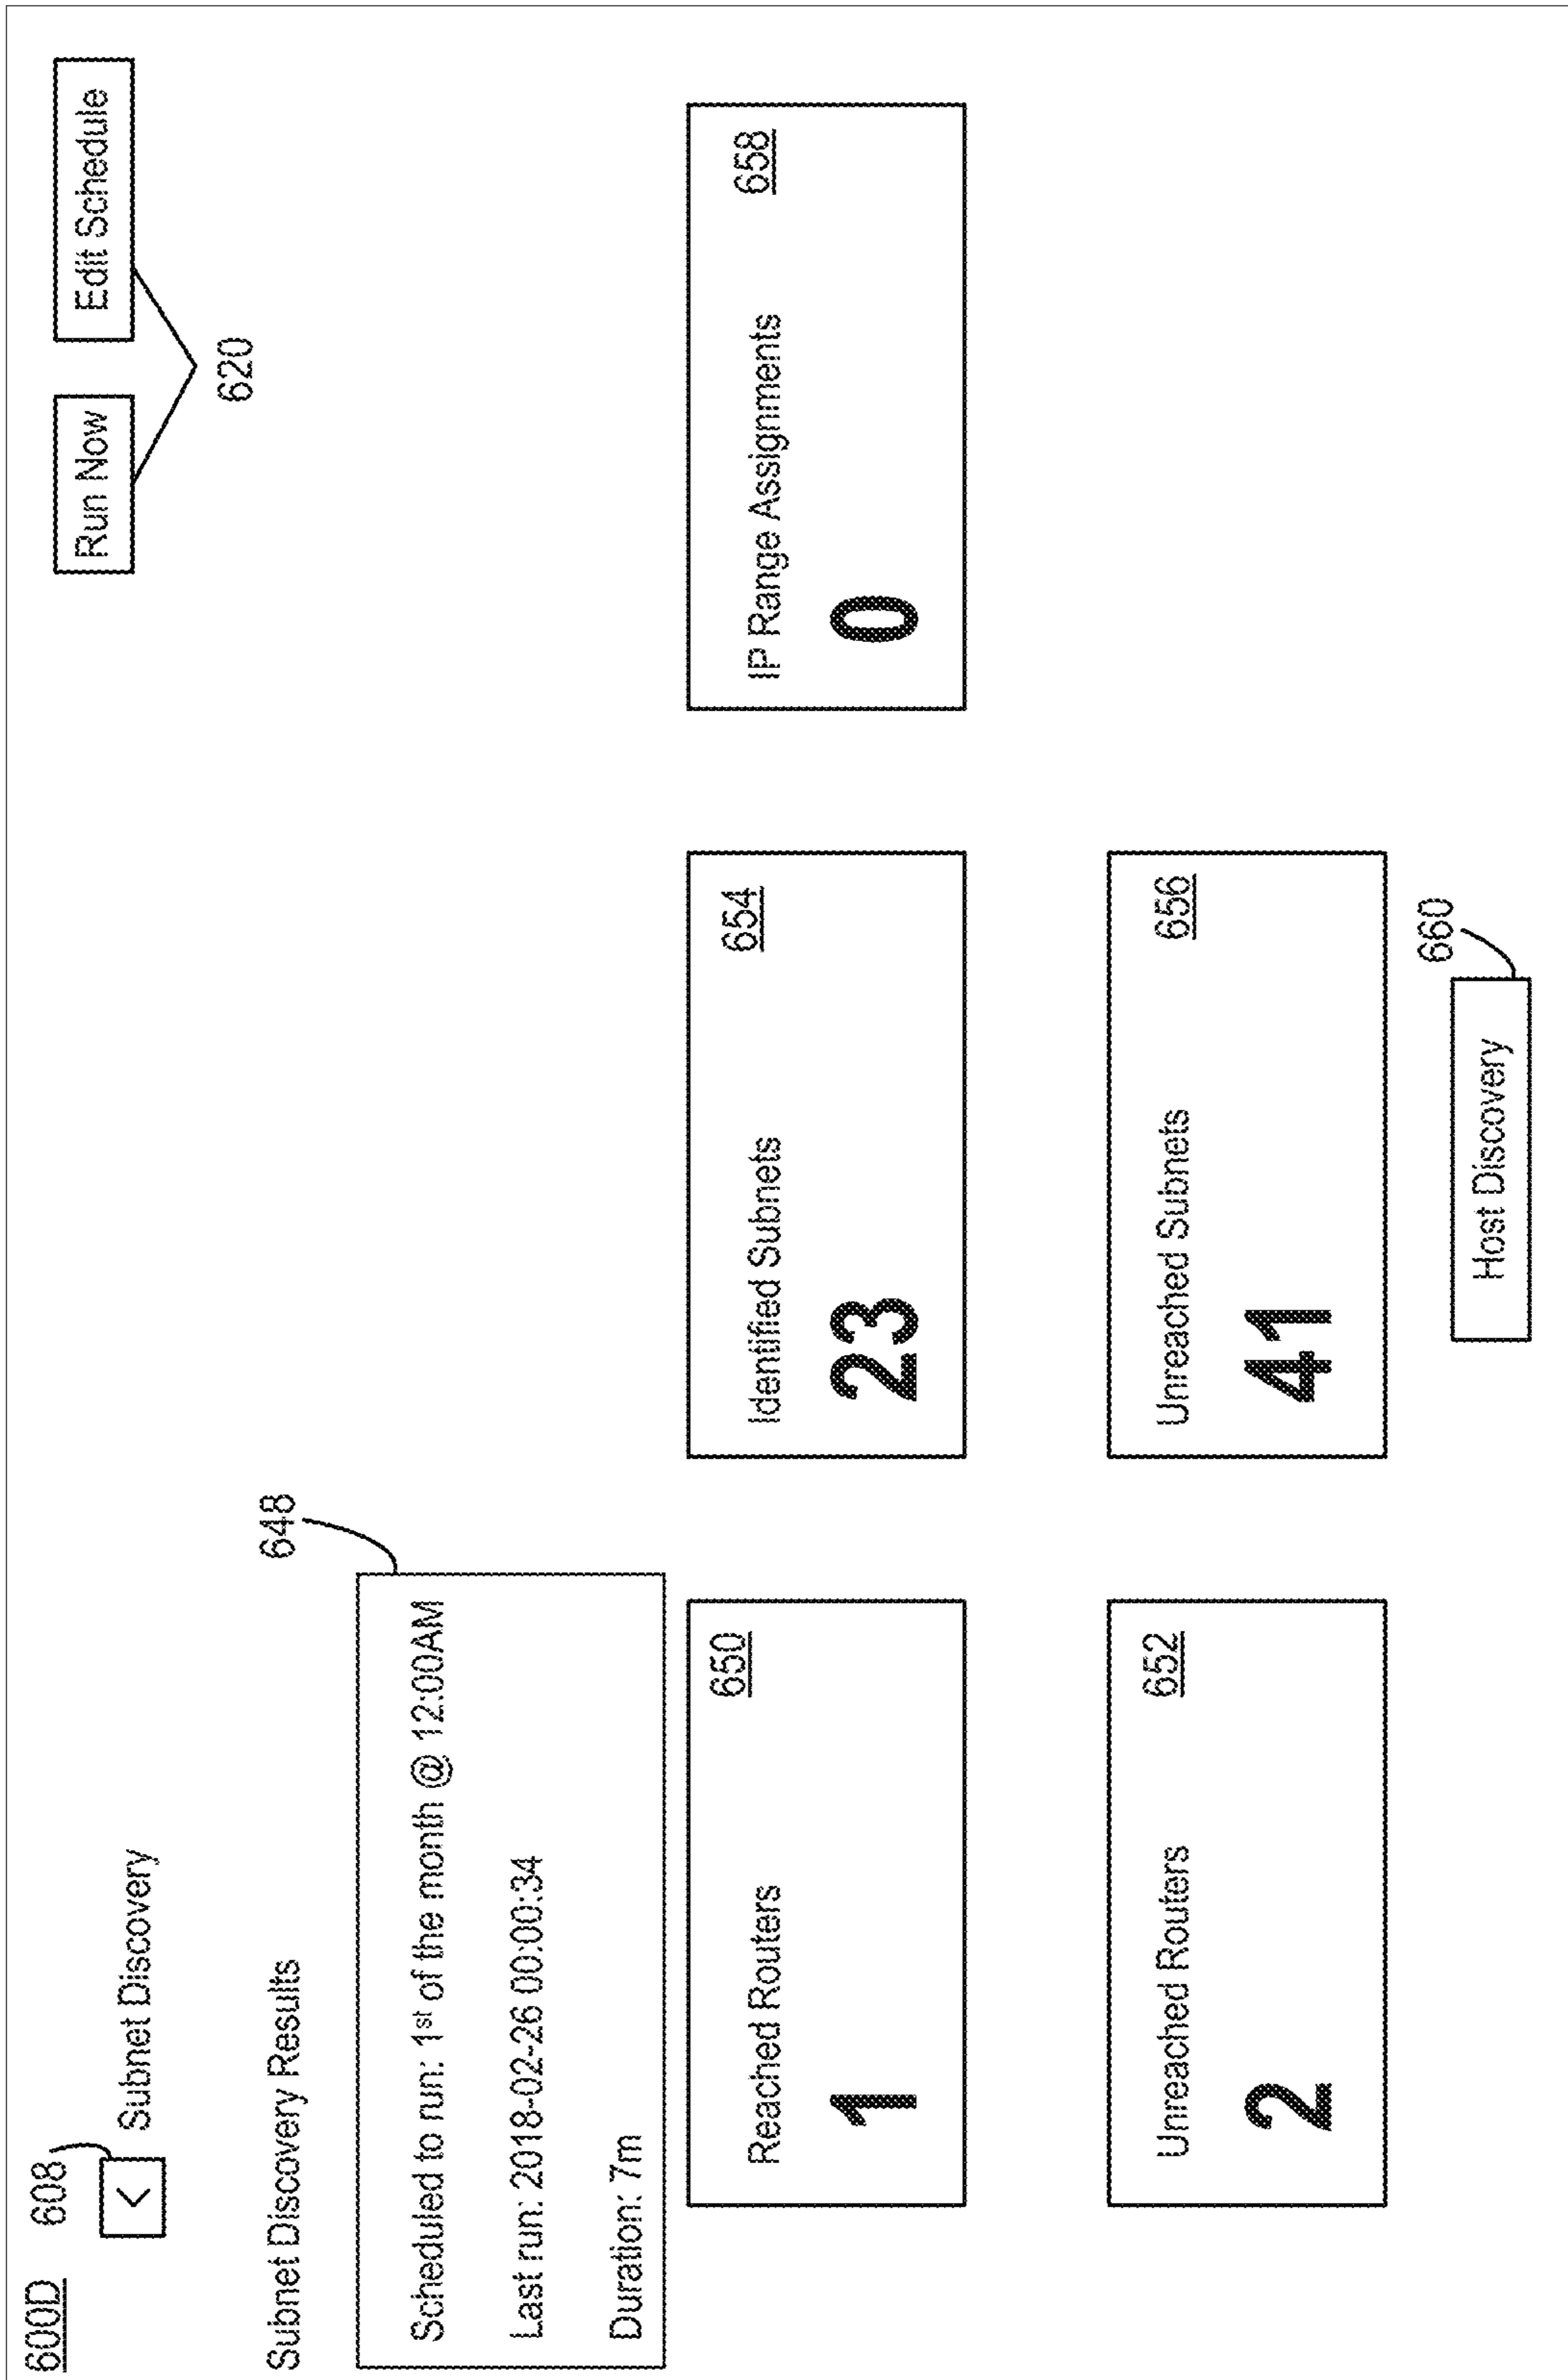 600D
608
< Subnet Discovery
Run Now
Edit Schedule
620
Subnet Discovery Results
648
Scheduled to run: 1st of the month @ 12:00AM
Last run: 2018-02-26 00:00:34
Duration: 7m
Reached Routers
650
1
Identified Subnets
654
23
IP Range Assignments
658
0
Unreached Routers
652
2
Unreached Subnets
656
41
660
Host Discovery